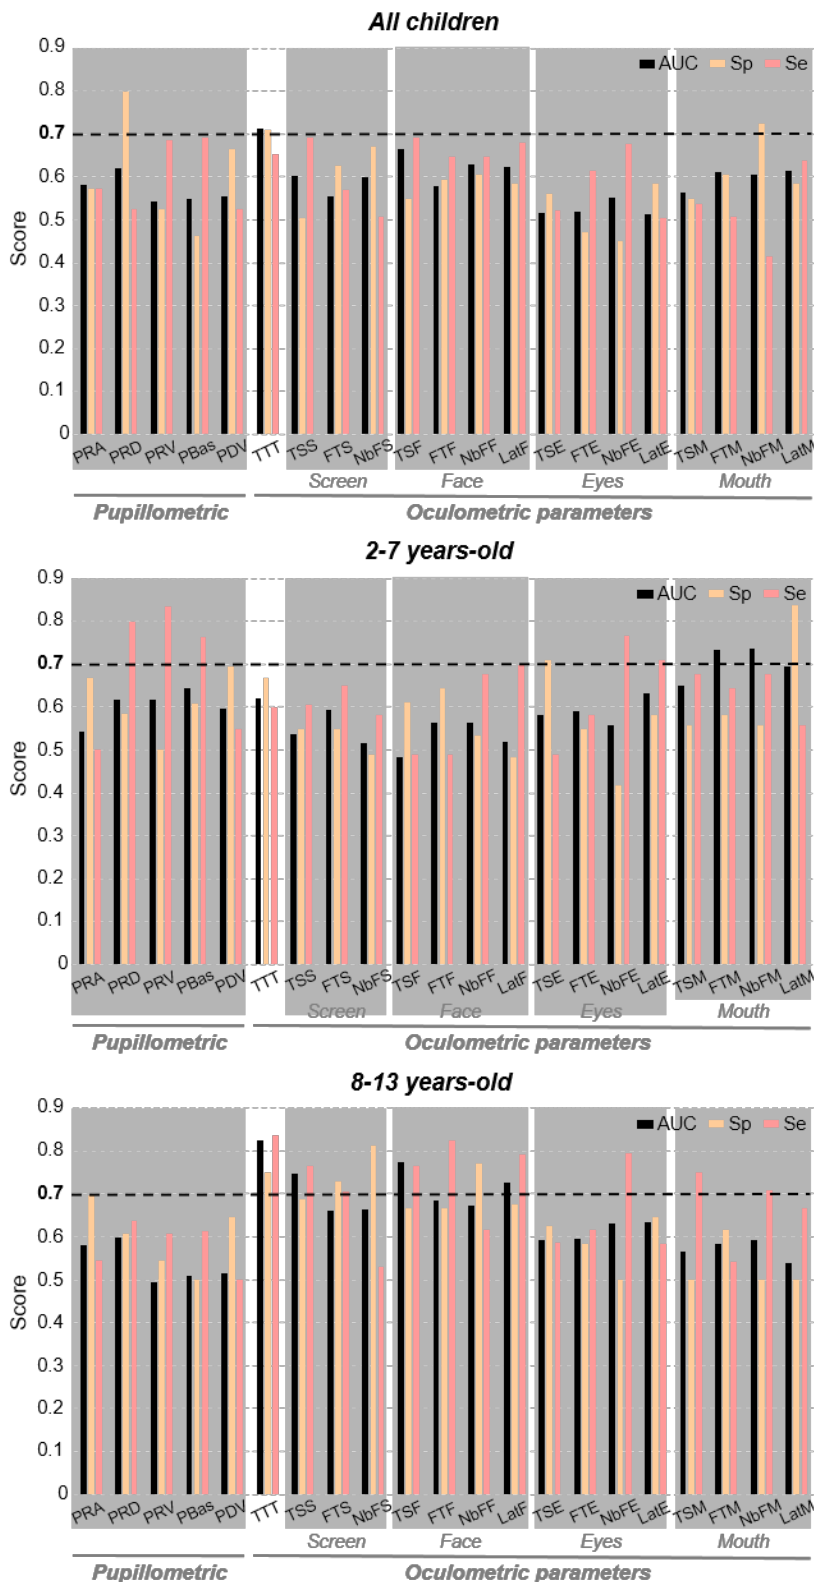 All children
0.9
AUC Sp Se
0.8
0.7
0.6
0.5
0.4
0.3
0.2
0.1
0
Score
PRA PRD PRV PBas PDV TTT TSS FTS NbFS TSF FTF NbFF LatF TSE FTE NbFE LatE TSM FTM NbFM LatM
Screen Face Eyes Mouth
Pupillometric Oculometric parameters
2-7 years-old
0.9
AUC Sp Se
0.8
0.7
0.6
0.5
0.4
0.3
0.2
0.1
0
Score
PRA PRD PRV PBas PDV TTT TSS FTS NbFS TSF FTF NbFF LatF TSE FTE NbFE LatE TSM FTM NbFM LatM
Screen Face Eyes Mouth
Pupillometric Oculometric parameters
8-13 years-old
0.9
AUC Sp Se
0.8
0.7
0.6
0.5
0.4
0.3
0.2
0.1
0
Score
PRA PRD PRV PBas PDV TTT TSS FTS NbFS TSF FTF NbFF LatF TSE FTE NbFE LatE TSM FTM NbFM LatM
Screen Face Eyes Mouth
Pupillometric Oculometric parameters